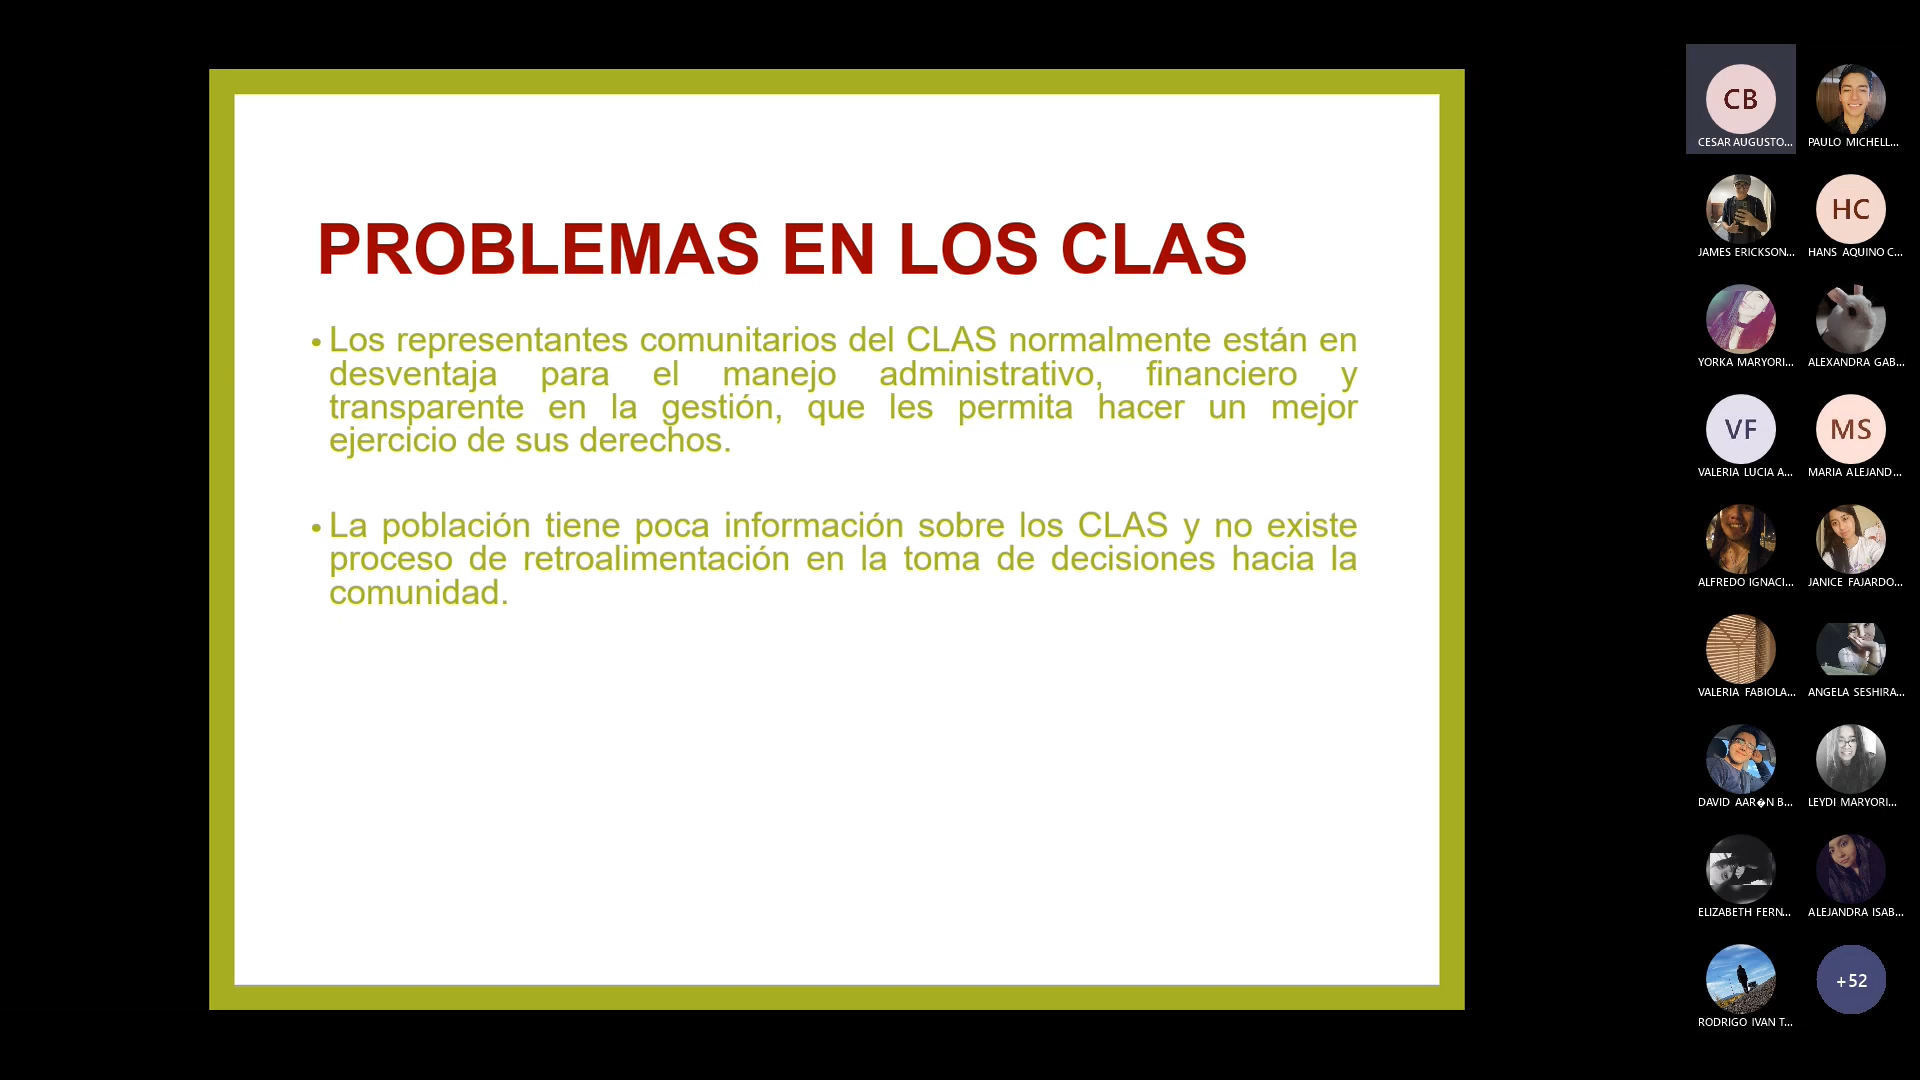 PROBLEMAS EN LOS CLAS
• Los representantes comunitarios del CLAS normalmente están en
desventaja para el manejo administrativo, financiero y
transparente en la gestión, que les permita hacer un mejor
ejercicio de sus derechos.
• La población tiene poca información sobre los CLAS y no existe
proceso de retroalimentación en la toma de decisiones hacia la
comunidad.
CB
CESAR AUGUSTO...
PAULO MICHELL...
JAMES ERICKSON...
HC
HANS AQUINO C...
YORKA MARYORI...
ALEXANDRA GAB...
VF
VALERIA LUCIA A...
MS
MARIA ALEJAND...
ALFREDO IGNACI...
JANICE FAJARDO...
VALERIA FABIOLA...
ANGELA SESHIRA...
DAVID AAR�N B...
LEYDI MARYORI...
ELIZABETH FERN...
ALEJANDRA ISAB...
RODRIGO IVAN T...
+52